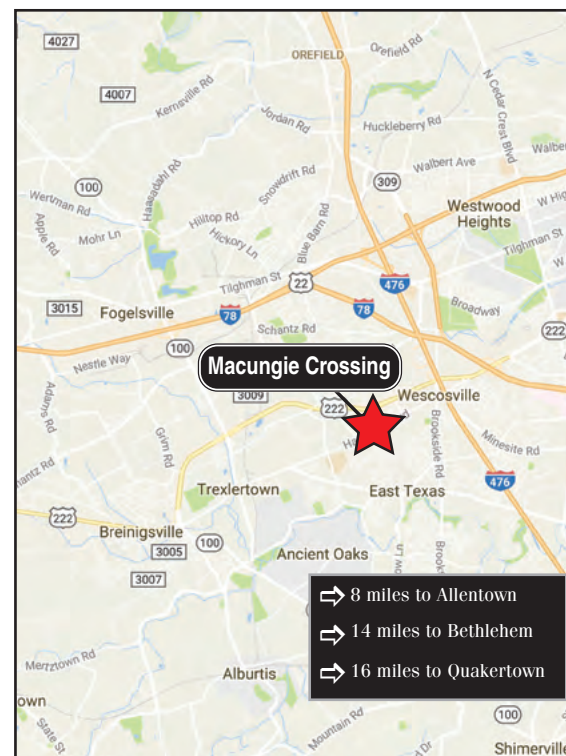 4027
OREFIELD
Orefield Rd
4007
Kernsville Rd
N Cedar Crest Blvd
Jordan Rd
Huckleberry Rd
Walbert Ave
100
Haasadahl Rd
Snowdrift Rd
309
Wertman Rd
Westwood
Heights
Apple Rd
Mohr Ln
Hilltop Rd
Hickory Ln
Blue Barn Rd
Tilghman St
Tilghman St
22
476
3015
Fogelsville
78
78
Broadway
Schantz Rd
222
100
Nestle Way
Macungie Crossing
3009
Wescosville
222
Adams Rd
Grim Rd
Brookside Rd
Minesite Rd
Trexlertown
East Texas
476
222
Breinigsville
100
3005
Ancient Oaks
3007
8 miles to Allentown
14 miles to Bethlehem
16 miles to Quakertown
Mertztown Rd
Alburtis
own
State St
Mountain Rd
100
Shimerville